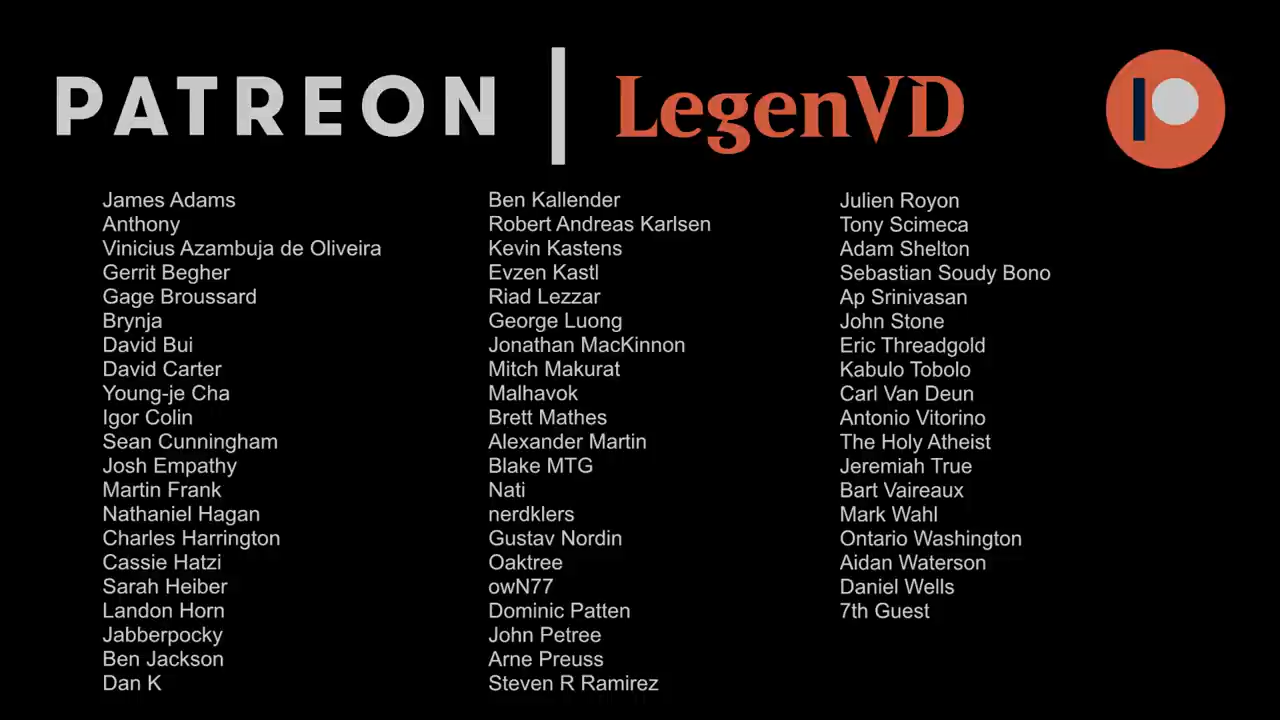 PATREON | LegenVD
James Adams
Anthony
Vinicius Azambuja de Oliveira
Gerrit Begher
Gage Broussard
Brynja
David Bui
David Carter
Young-je Cha
Igor Colin
Sean Cunningham
Josh Empathy
Martin Frank
Nathaniel Hagan
Charles Harrington
Cassie Hatzi
Sarah Heiber
Landon Horn
Jabberpocky
Ben Jackson
Dan K
Ben Kallender
Robert Andreas Karlsen
Kevin Kastens
Evzen Kastl
Riad Lezzar
George Luong
Jonathan MacKinnon
Mitch Makurat
Malhavok
Brett Mathes
Alexander Martin
Blake MTG
Nati
nerdklers
Gustav Nordin
Oaktree
owN77
Dominic Patten
John Petree
Arne Preuss
Steven R Ramirez
Julien Royon
Tony Scimeca
Adam Shelton
Sebastian Soudy Bono
Ap Srinivasan
John Stone
Eric Threadgold
Kabulo Tobolo
Carl Van Deun
Antonio Vitorino
The Holy Atheist
Jeremiah True
Bart Vaireaux
Mark Wahl
Ontario Washington
Aidan Waterson
Daniel Wells
7th Guest